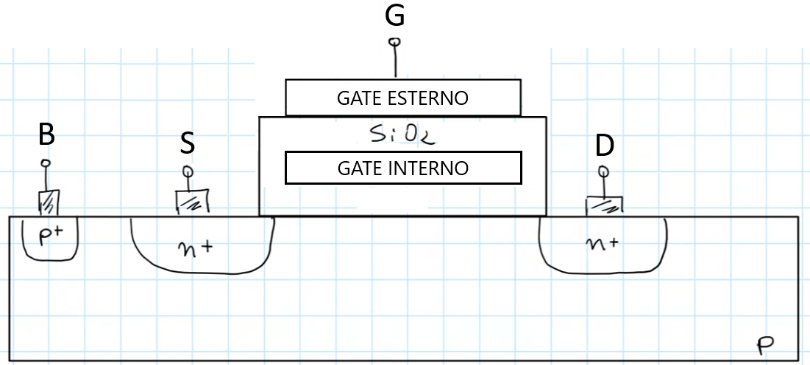 G
GATE ESTERNO
SiO2
GATE INTERNO
B
S
D
p+
n+
n+
p